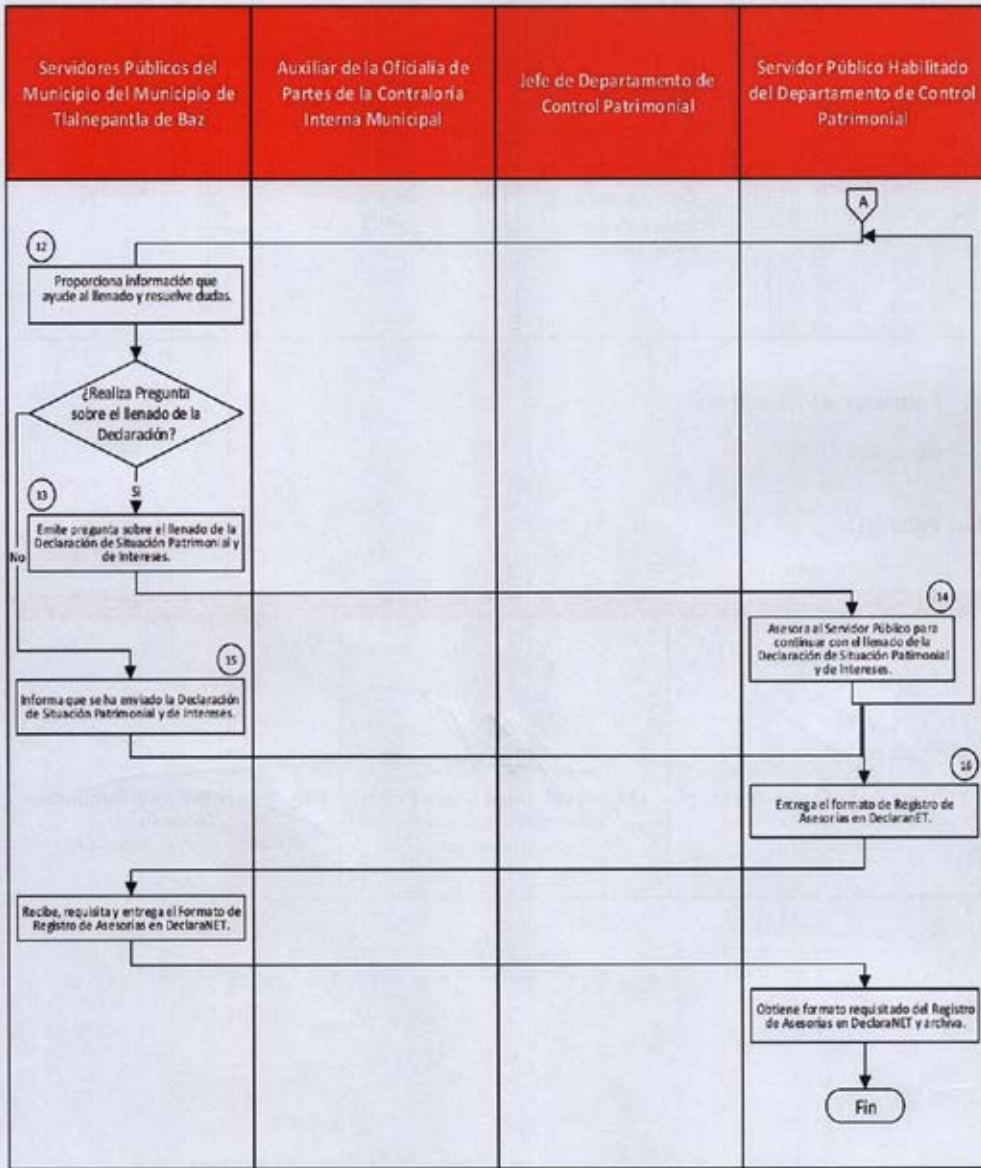 Servidores Públicos del
Municipio del Municipio de
Tlalnepantla de Baz
Auxiliar de la Oficialía de
Partes de la Contraloría
Interna Municipal
Jefe de Departamento de
Control Patrimonial
Servidor Público Habilitado
del Departamento de Control
Patrimonial
A
12
Proporciona información que
ayude al llenado y resuelve dudas.
¿Realiza Pregunta
sobre el llenado de la
Declaración?
Si
13
Emite pregunta sobre el llenado de la
Declaración de Situación Patrimonial y
de Intereses.
No
14
Asesora al Servidor Público para
continuar con el llenado de la
Declaración de Situación Patrimonial
y de Intereses.
15
Informa que se ha enviado la Declaración
de Situación Patrimonial y de Intereses.
16
Entrega el formato de Registro de
Asesorías en DeclaranET.
Recibe, requisita y entrega el Formato de
Registro de Asesorías en DeclaraNET.
Obtiene formato requisitado del Registro
de Asesorías en DeclaraNET y archiva.
Fin